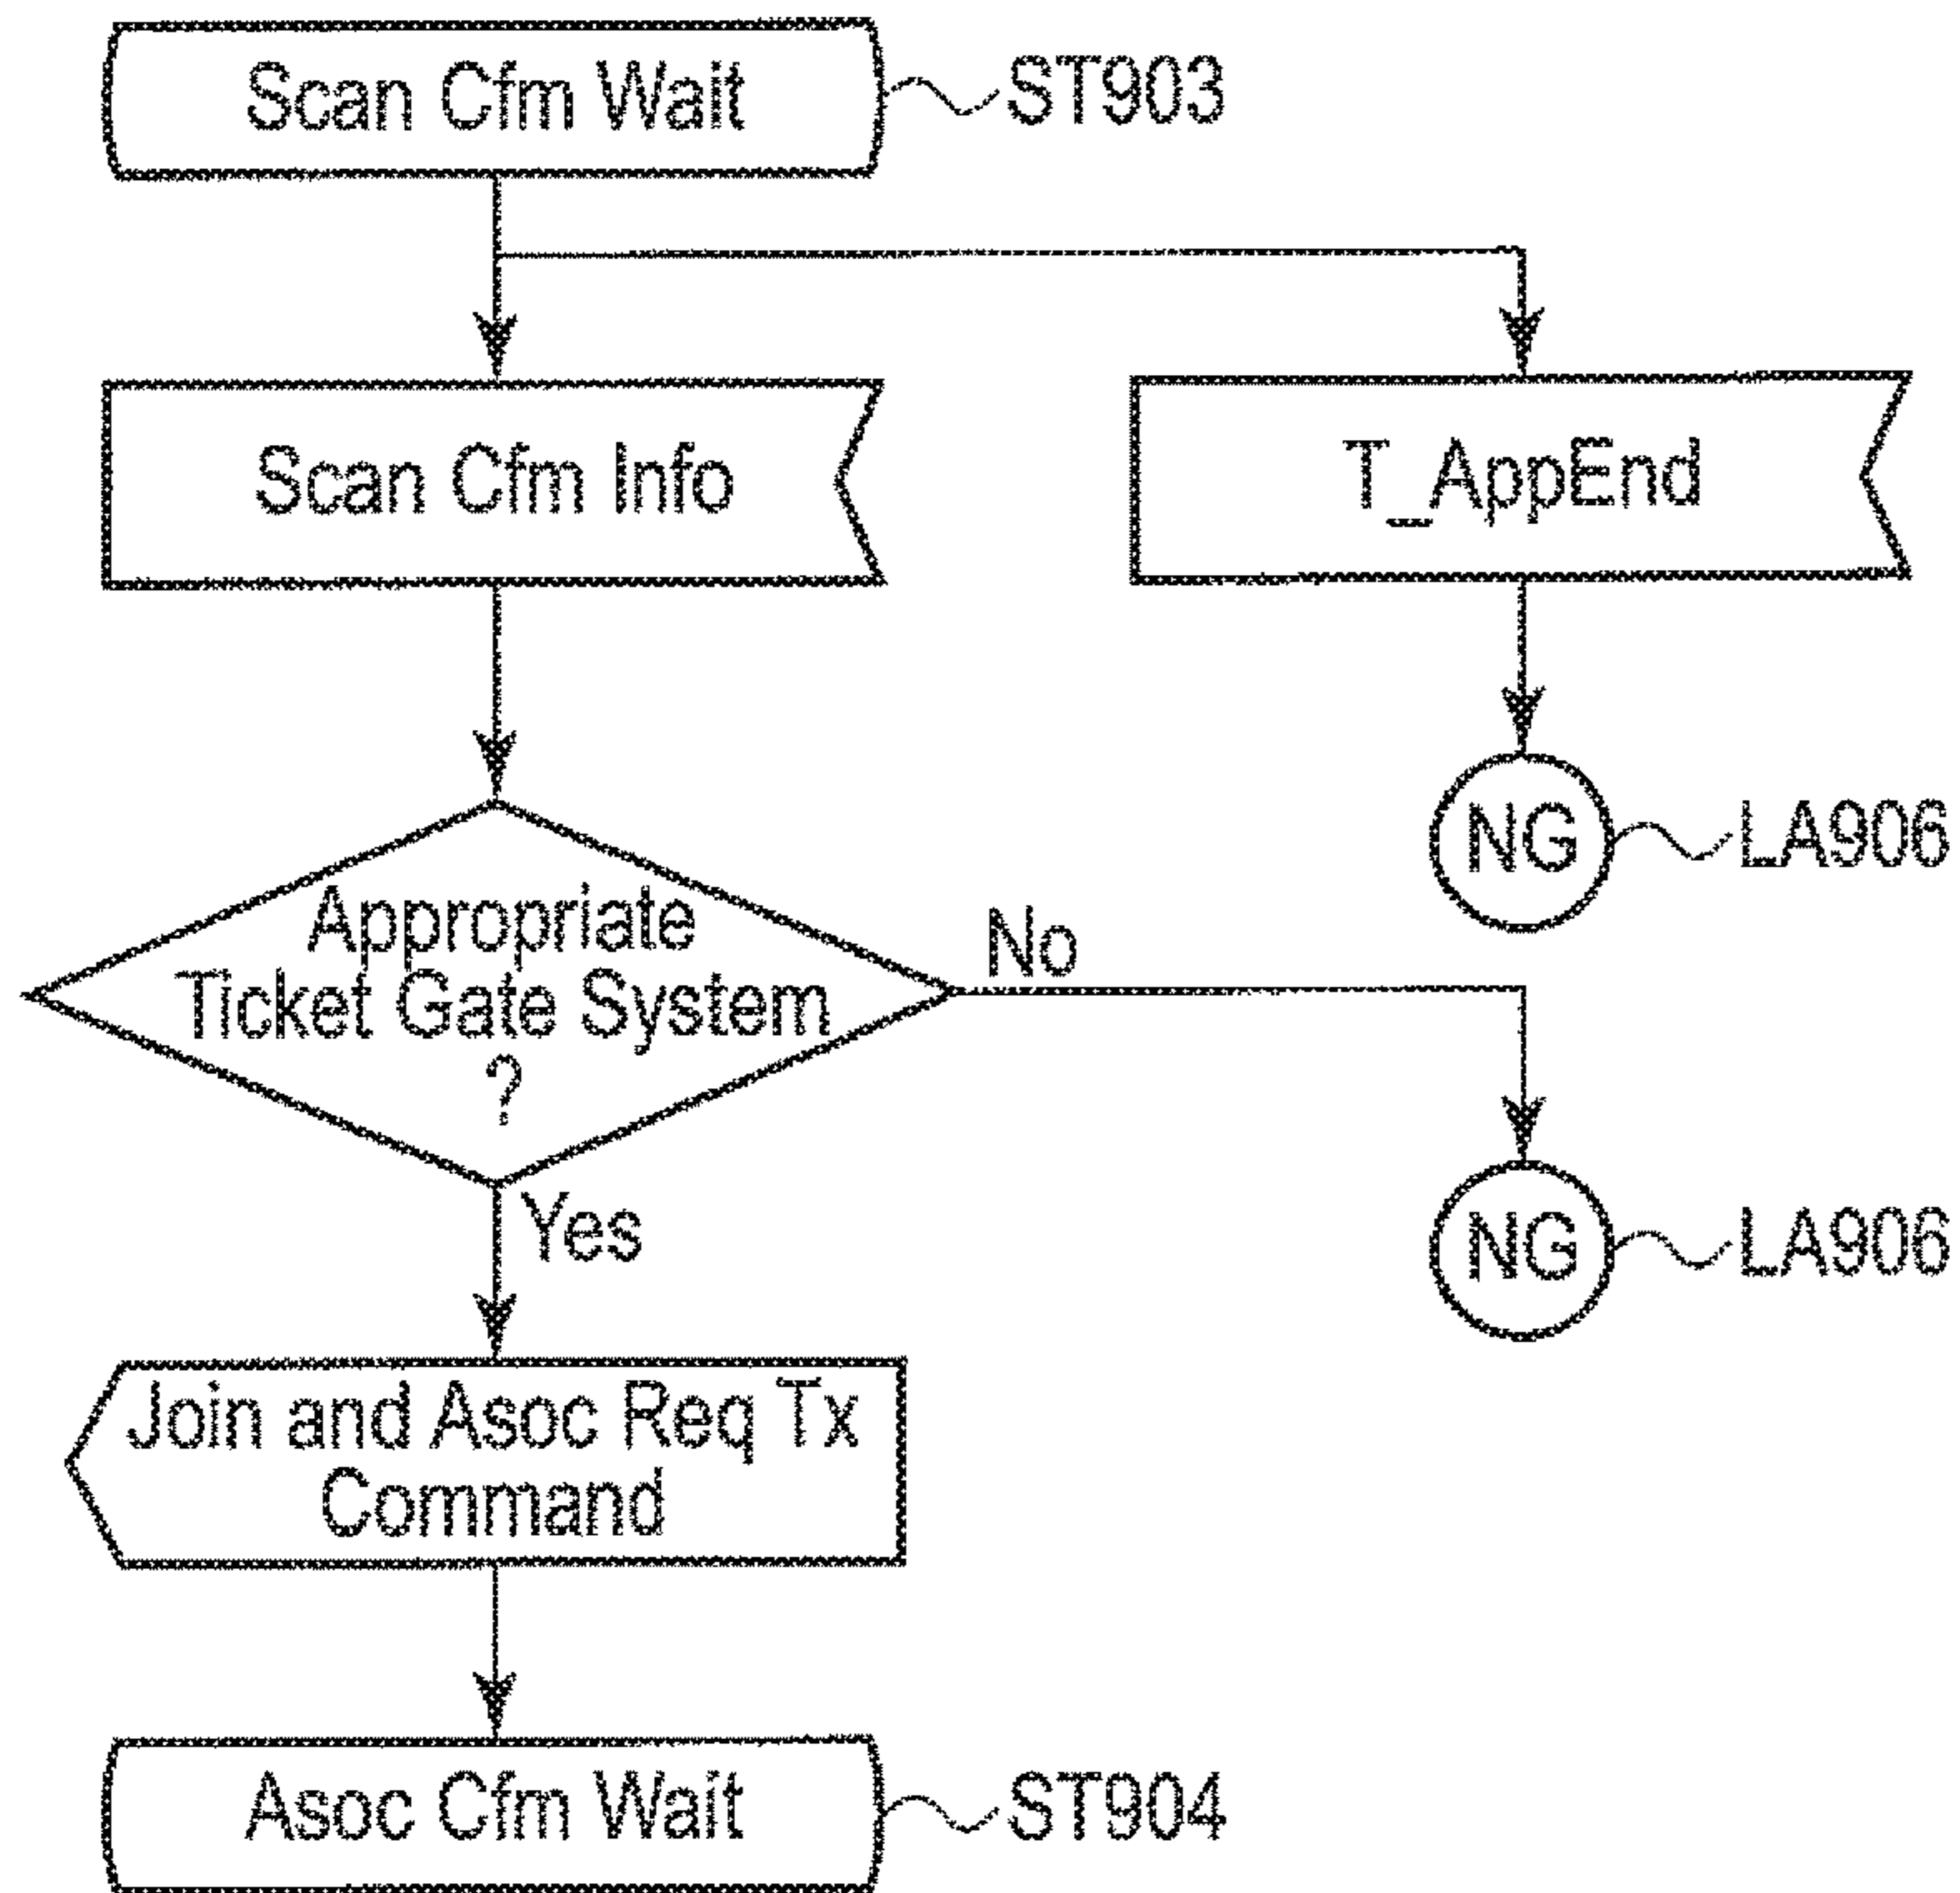 Scan Cfm Wait
ST903
Scan Cfm Info
T_AppEnd
NG
LA906
Appropriate
Ticket Gate System
?
No
NG
LA906
Yes
Join and Asoc Req Tx
Command
Asoc Cfm Wait
ST904